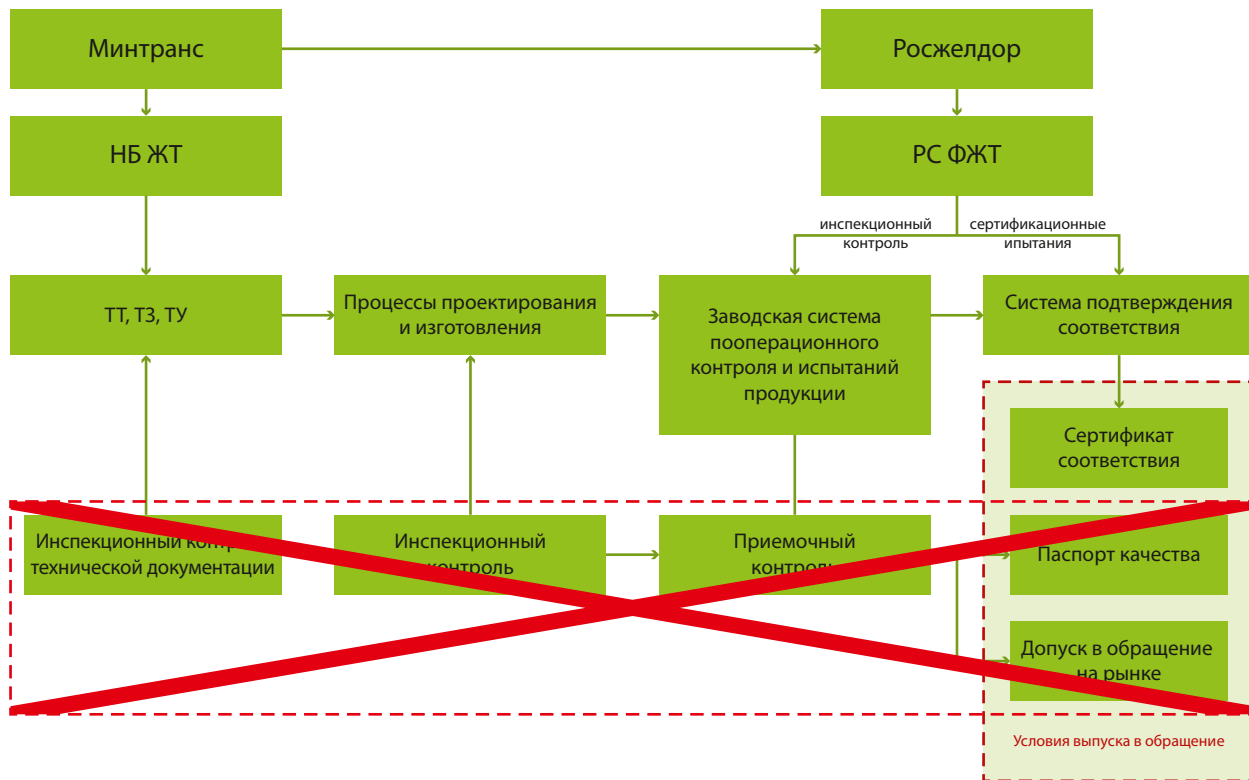 Минтранс
Росжелдор
НБ ЖТ
РС ФЖТ
инспекционный
контроль
сертификационные
ипытания
ТТ, ТЗ, ТУ
Процессы проектирования
и изготовления
Заводская система
пооперационного
контроля и испытаний
продукции
Система подтверждения
соответствия
Сертификат
соответствия
Инспекционный контроль
технической документации
Инспекционный
контроль
Приемочный
контроль
Паспорт качества
Допуск в обращение
на рынке
Условия выпуска в обращение